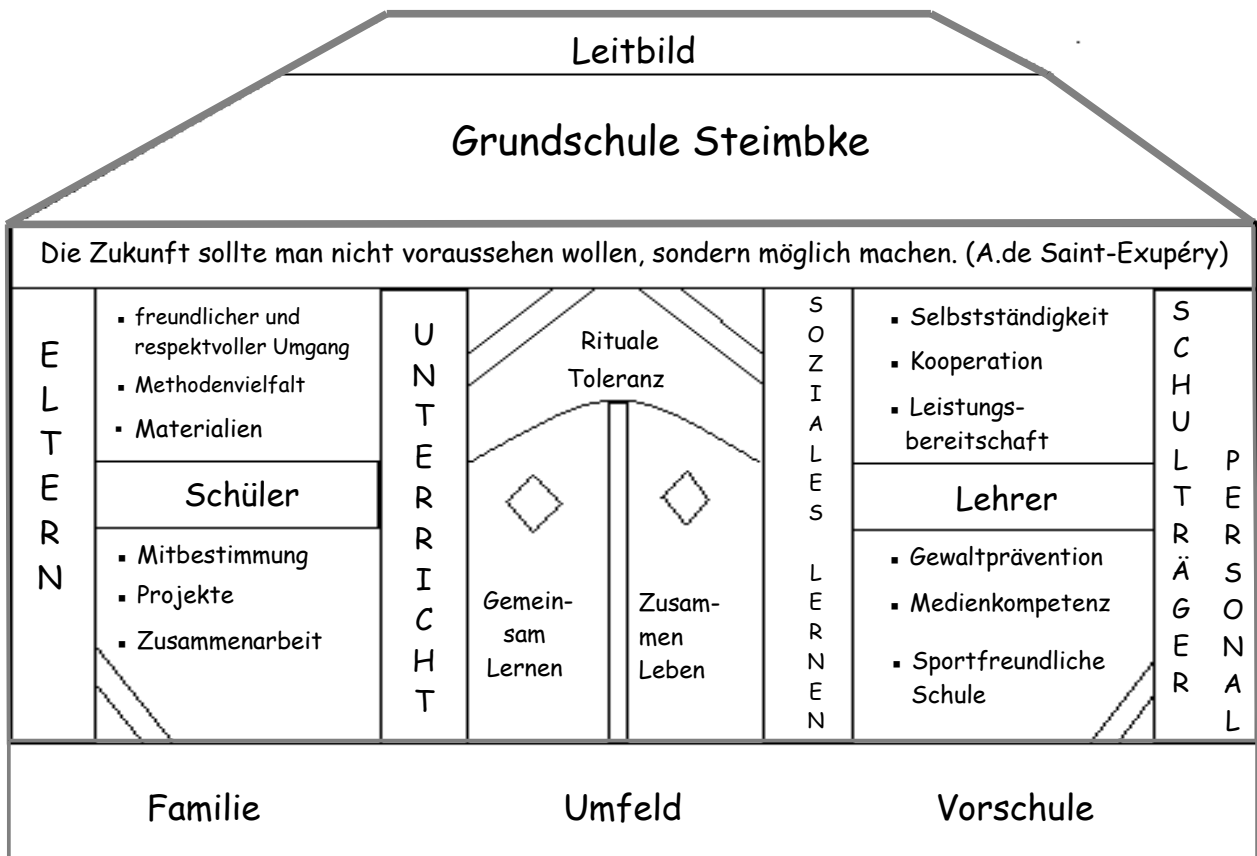 Leitbild
Grundschule Steimbke
Die Zukunft sollte man nicht voraussehen wollen, sondern möglich machen. (A.de Saint-Exupéry)
ELTERN
▪ freundlicher und
respektvoller Umgang
▪ Methodenvielfalt
▪ Materialien
Schüler
▪ Mitbestimmung
▪ Projekte
▪ Zusammenarbeit
UNTERRICHT
Rituale
Toleranz
Gemein-
sam
Lernen
Zusam-
men
Leben
SOZIALES LERNEN
▪ Selbstständigkeit
▪ Kooperation
▪ Leistungs-
bereitschaft
Lehrer
▪ Gewaltprävention
▪ Medienkompetenz
▪ Sportfreundliche
Schule
SCHULTRÄGER
PERSONAL
Familie
Umfeld
Vorschule